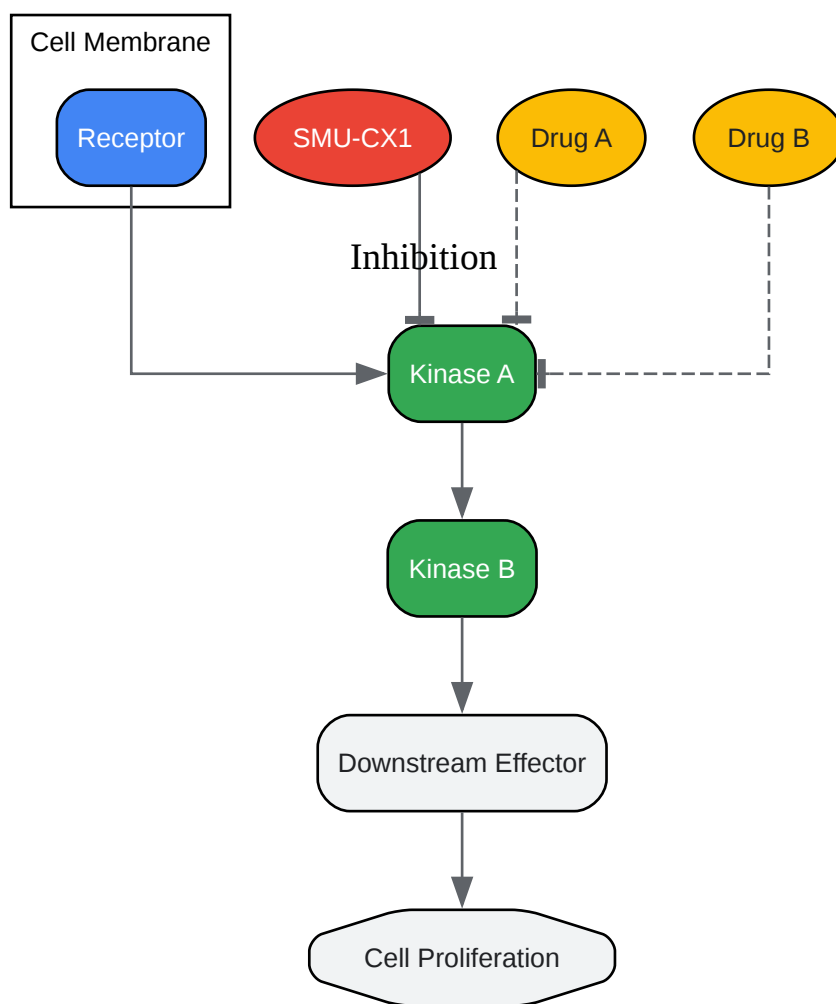 Cell Membrane
Receptor
SMU-CX1
Drug A
Drug B
Inhibition
Kinase A
Kinase B
Downstream Effector
Cell Proliferation